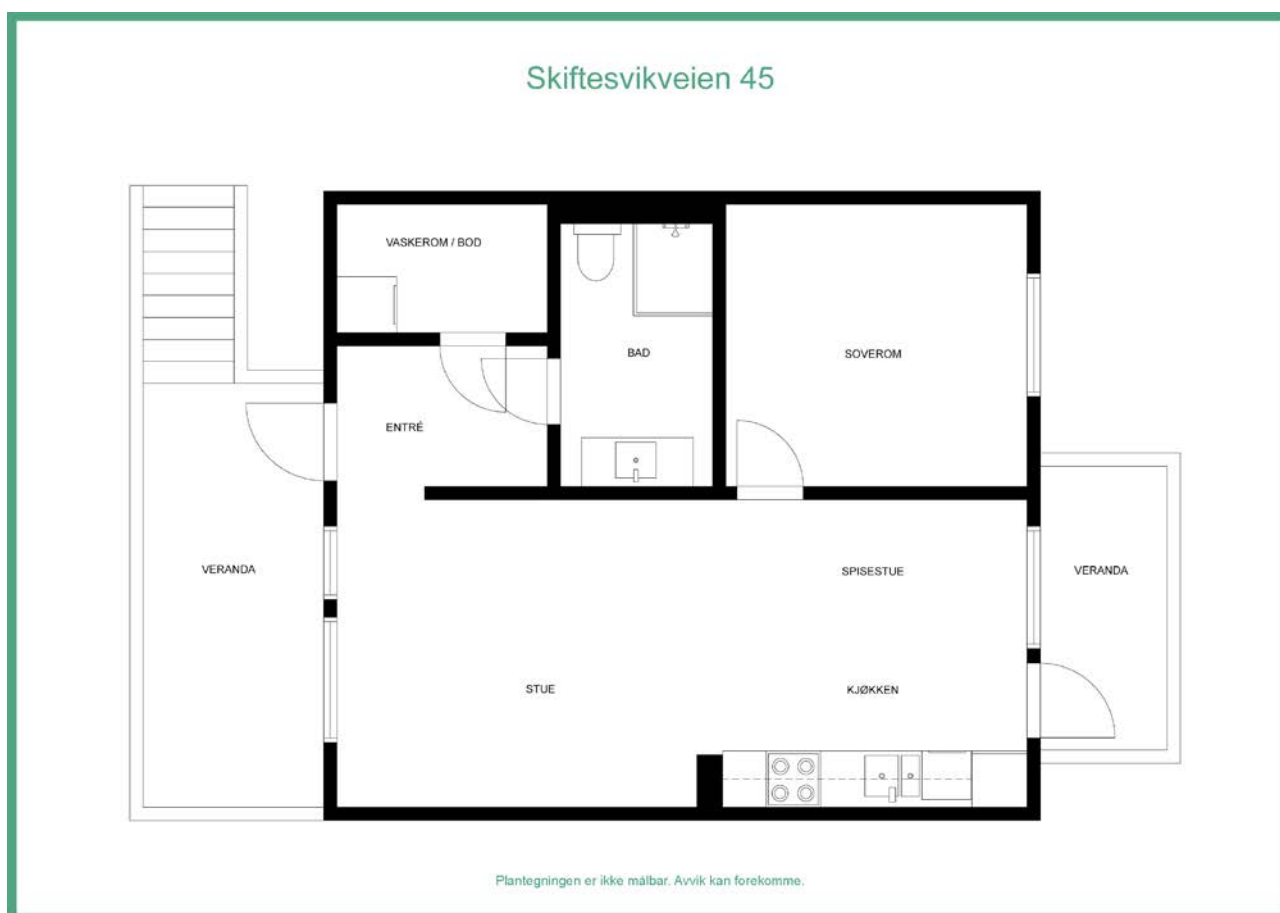 Skiftesvikveien 45
VASKEROM / BOD
BAD
SOVEROM
ENTRÉ
VERANDA
SPISESTUE
VERANDA
STUE
KJØKKEN
Plantegningen er ikke målbar. Avvik kan forekomme.